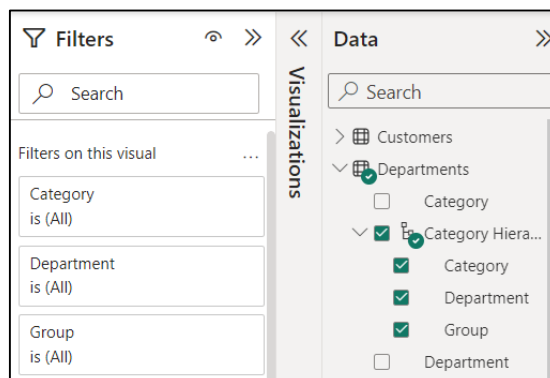 Filters
Search
Filters on this visual
...
Category
is (All)
Department
is (All)
Group
is (All)
Visualizations
Data
Search
Customers
Departments
Category
Category Hiera...
Category
Department
Group
Department